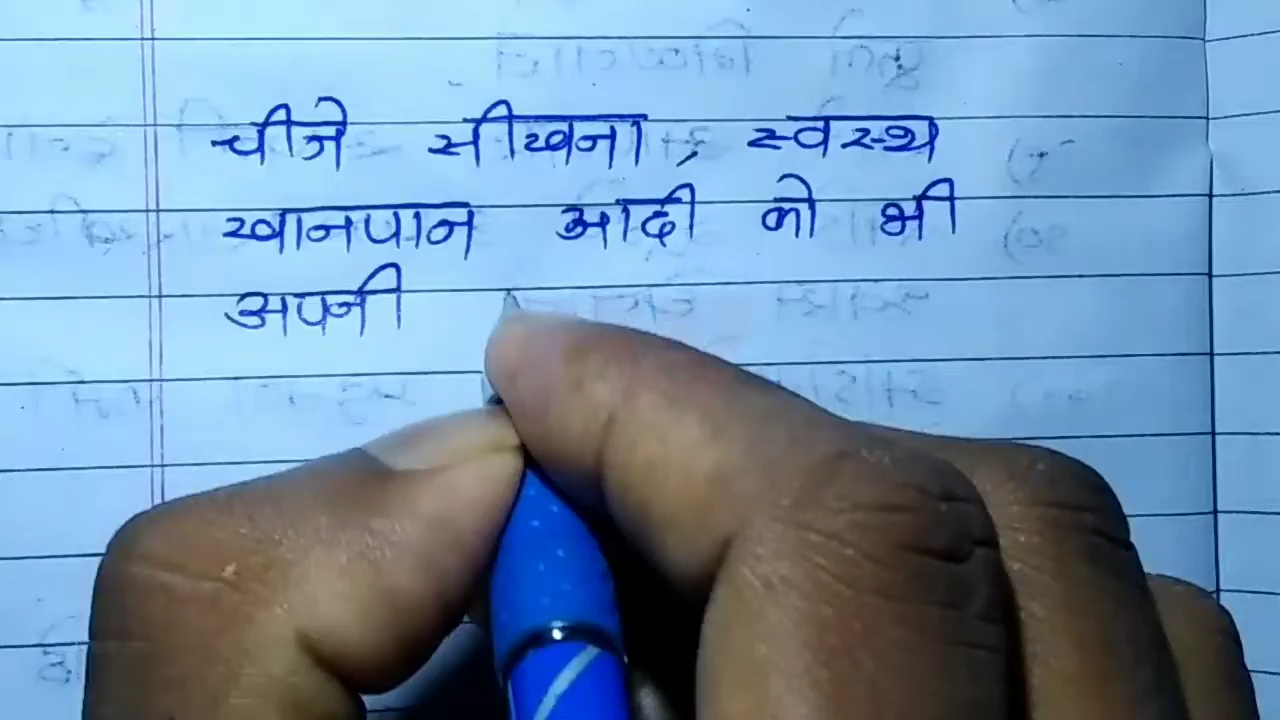 चीजे सीखना, स्वस्थ
खानपान आदी को भी
अपनी